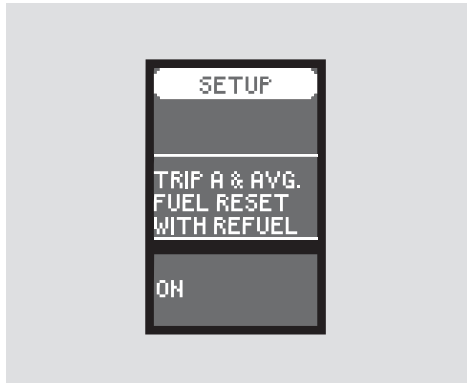 SETUP
TRIP A & AVG.
FUEL RESET
WITH REFUEL
ON